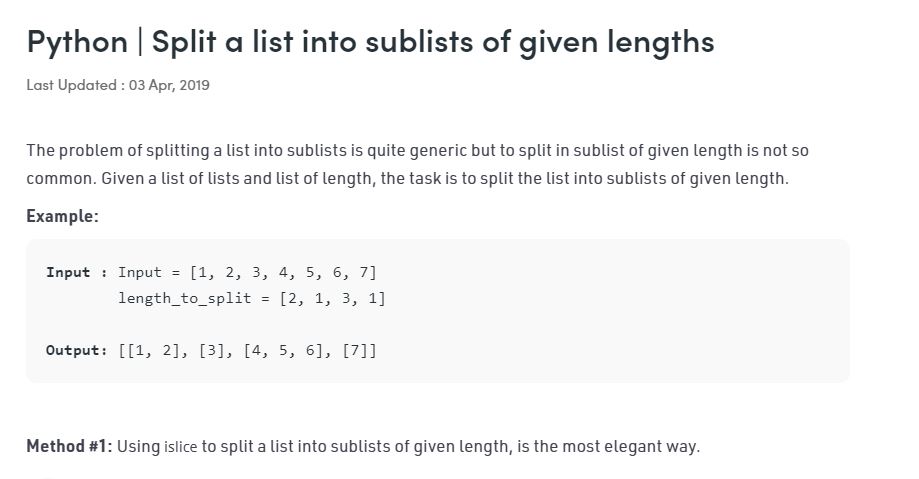 Python | Split a list into sublists of given lengths
Last Updated : 03 Apr, 2019
The problem of splitting a list into sublists is quite generic but to split in sublist of given length is not so
common. Given a list of lists and list of length, the task is to split the list into sublists of given length.
Example:
Input : Input = [1, 2, 3, 4, 5, 6, 7]
length_to_split = [2, 1, 3, 1]
Output: [[1, 2], [3], [4, 5, 6], [7]]
Method #1: Using islice to split a list into sublists of given length, is the most elegant way.